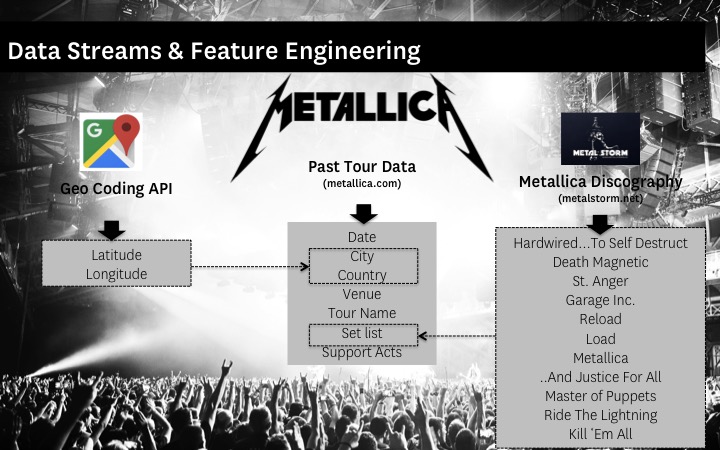 Data Streams & Feature Engineering
METALLICA
G
Geo Coding API
Latitude
Longitude
Past Tour Data
(metallica.com)
Date
City
Country
Venue
Tour Name
Set list
Support Acts
METAL STORM
Metallica Discography
(metalstorm.net)
Hardwired...To Self Destruct
Death Magnetic
St. Anger
Garage Inc.
Reload
Load
Metallica
..And Justice For All
Master of Puppets
Ride The Lightning
Kill 'Em All